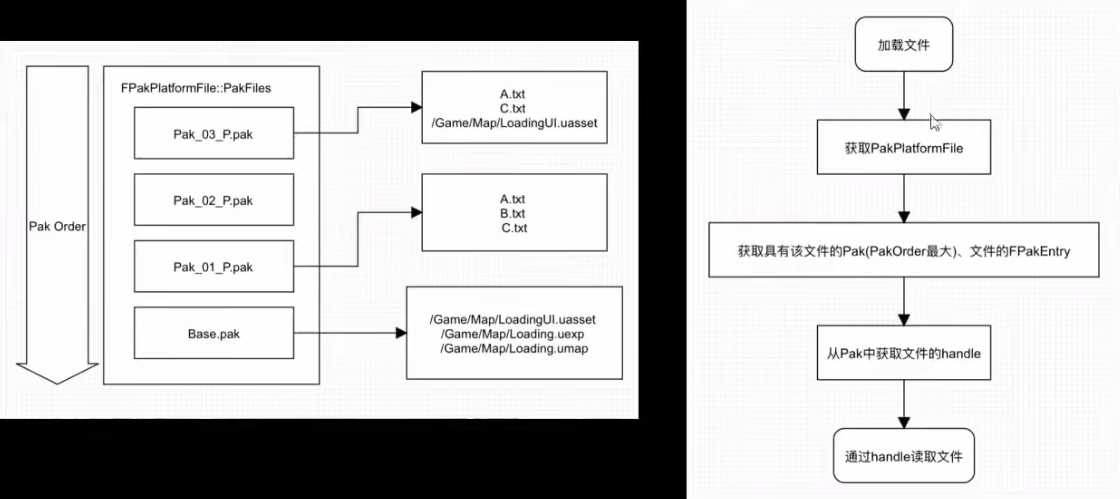 Pak Order
FPakPlatformFile::PakFiles
Pak_03_P.pak
Pak_02_P.pak
Pak_01_P.pak
Base.pak
A.txt
C.txt
/Game/Map/LoadingUI.uasset
A.txt
B.txt
C.txt
/Game/Map/LoadingUI.uasset
/Game/Map/Loading.uexp
/Game/Map/Loading.umap
加载文件
获取PakPlatformFile
获取具有该文件的Pak(PakOrder最大)、文件的FPakEntry
从Pak中获取文件的handle
通过handle读取文件